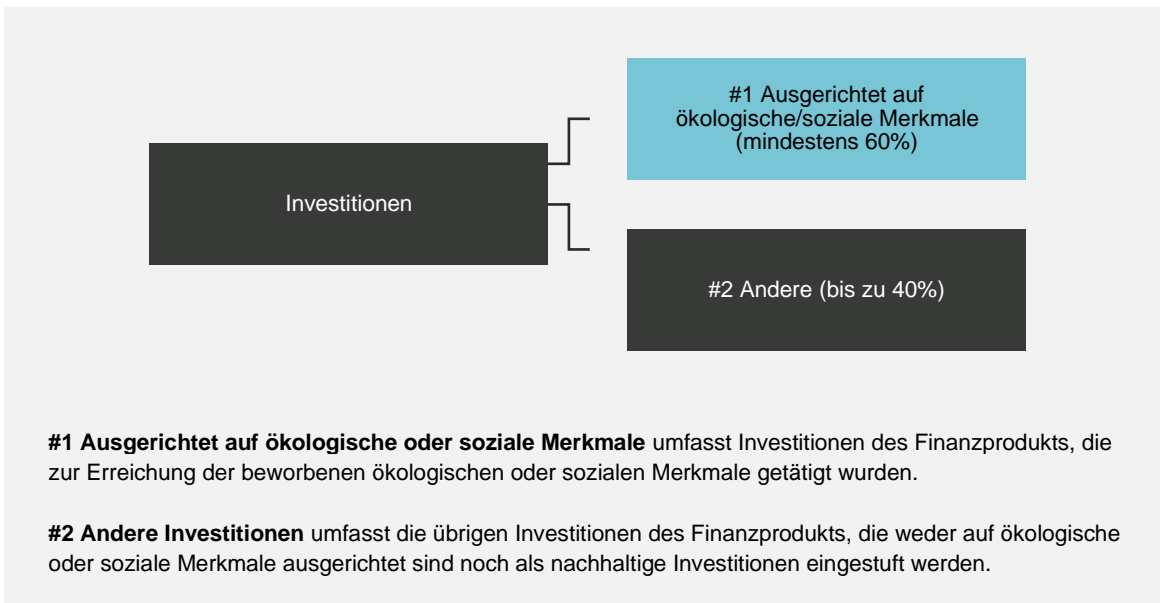 #1 Ausgerichtet auf
ökologische/soziale Merkmale
(mindestens 60%)
Investitionen
#2 Andere (bis zu 40%)
#1 Ausgerichtet auf ökologische oder soziale Merkmale umfasst Investitionen des Finanzprodukts, die
zur Erreichung der beworbenen ökologischen oder sozialen Merkmale getätigt wurden.
#2 Andere Investitionen umfasst die übrigen Investitionen des Finanzprodukts, die weder auf ökologische
oder soziale Merkmale ausgerichtet sind noch als nachhaltige Investitionen eingestuft werden.